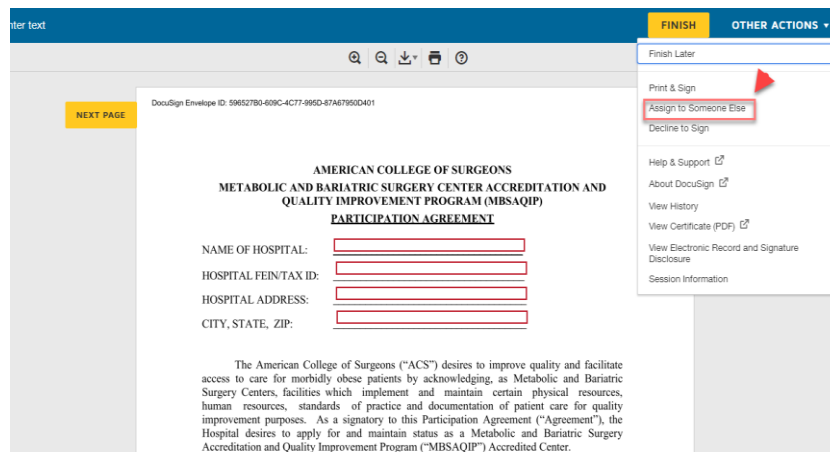 nter text
FINISH
OTHER ACTIONS
Finish Later
Print & Sign
Assign to Someone Else
Decline to Sign
Help & Support
About DocuSign
View History
View Certificate (PDF)
View Electronic Record and Signature
Disclosure
Session Information
NEXT PAGE
DocuSign Envelope ID: 596527B0-609C-4C77-995D-87A67950D401
AMERICAN COLLEGE OF SURGEONS
METABOLIC AND BARIATRIC SURGERY CENTER ACCREDITATION AND
QUALITY IMPROVEMENT PROGRAM (MBSAQIP)
PARTICIPATION AGREEMENT
NAME OF HOSPITAL:
HOSPITAL FEIN/TAX ID:
HOSPITAL ADDRESS:
CITY, STATE, ZIP:
The American College of Surgeons ("ACS") desires to improve quality and facilitate
access to care for morbidly obese patients by acknowledging, as Metabolic and Bariatric
Surgery Centers, facilities which implement and maintain certain physical resources,
human resources, standards of practice and documentation of patient care for quality
improvement purposes. As a signatory to this Participation Agreement ("Agreement"), the
Hospital desires to apply for and maintain status as a Metabolic and Bariatric Surgery
Accreditation and Quality Improvement Program ("MBSAQIP") Accredited Center.